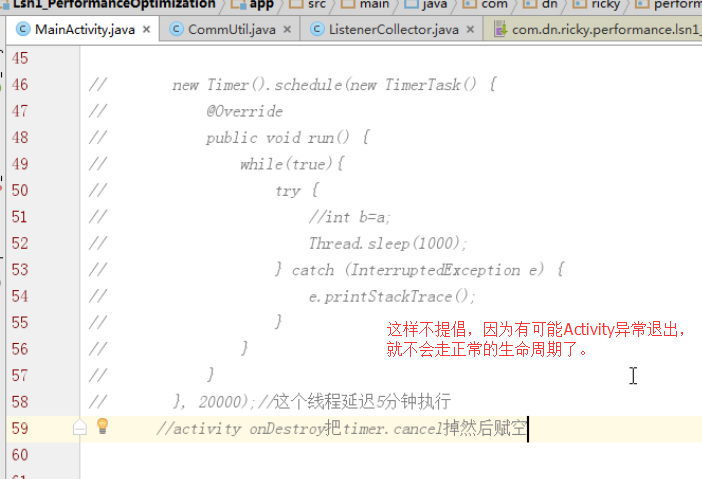 Lsn1_PerformanceOptimization app src main java com dn ricky perform
MainActivity.java × CommUtil.java × ListenerCollector.java × com.dn.ricky.performance.lsn1_
45
46 // new Timer().schedule(new TimerTask() {
47 // @Override
48 // public void run() {
49 // while(true){
50 // try {
51 // //int b=a;
52 // Thread.sleep(1000);
53 // } catch (InterruptedException e) {
54 // e.printStackTrace();
55 // }
这样不提倡，因为有可能Activity异常退出，
就不会走正常的生命周期了。
56 // }
57 // }
58 // }, 20000);//这个线程延迟5分钟执行
59 //activity onDestroy把timer.cancel掉然后赋空
60